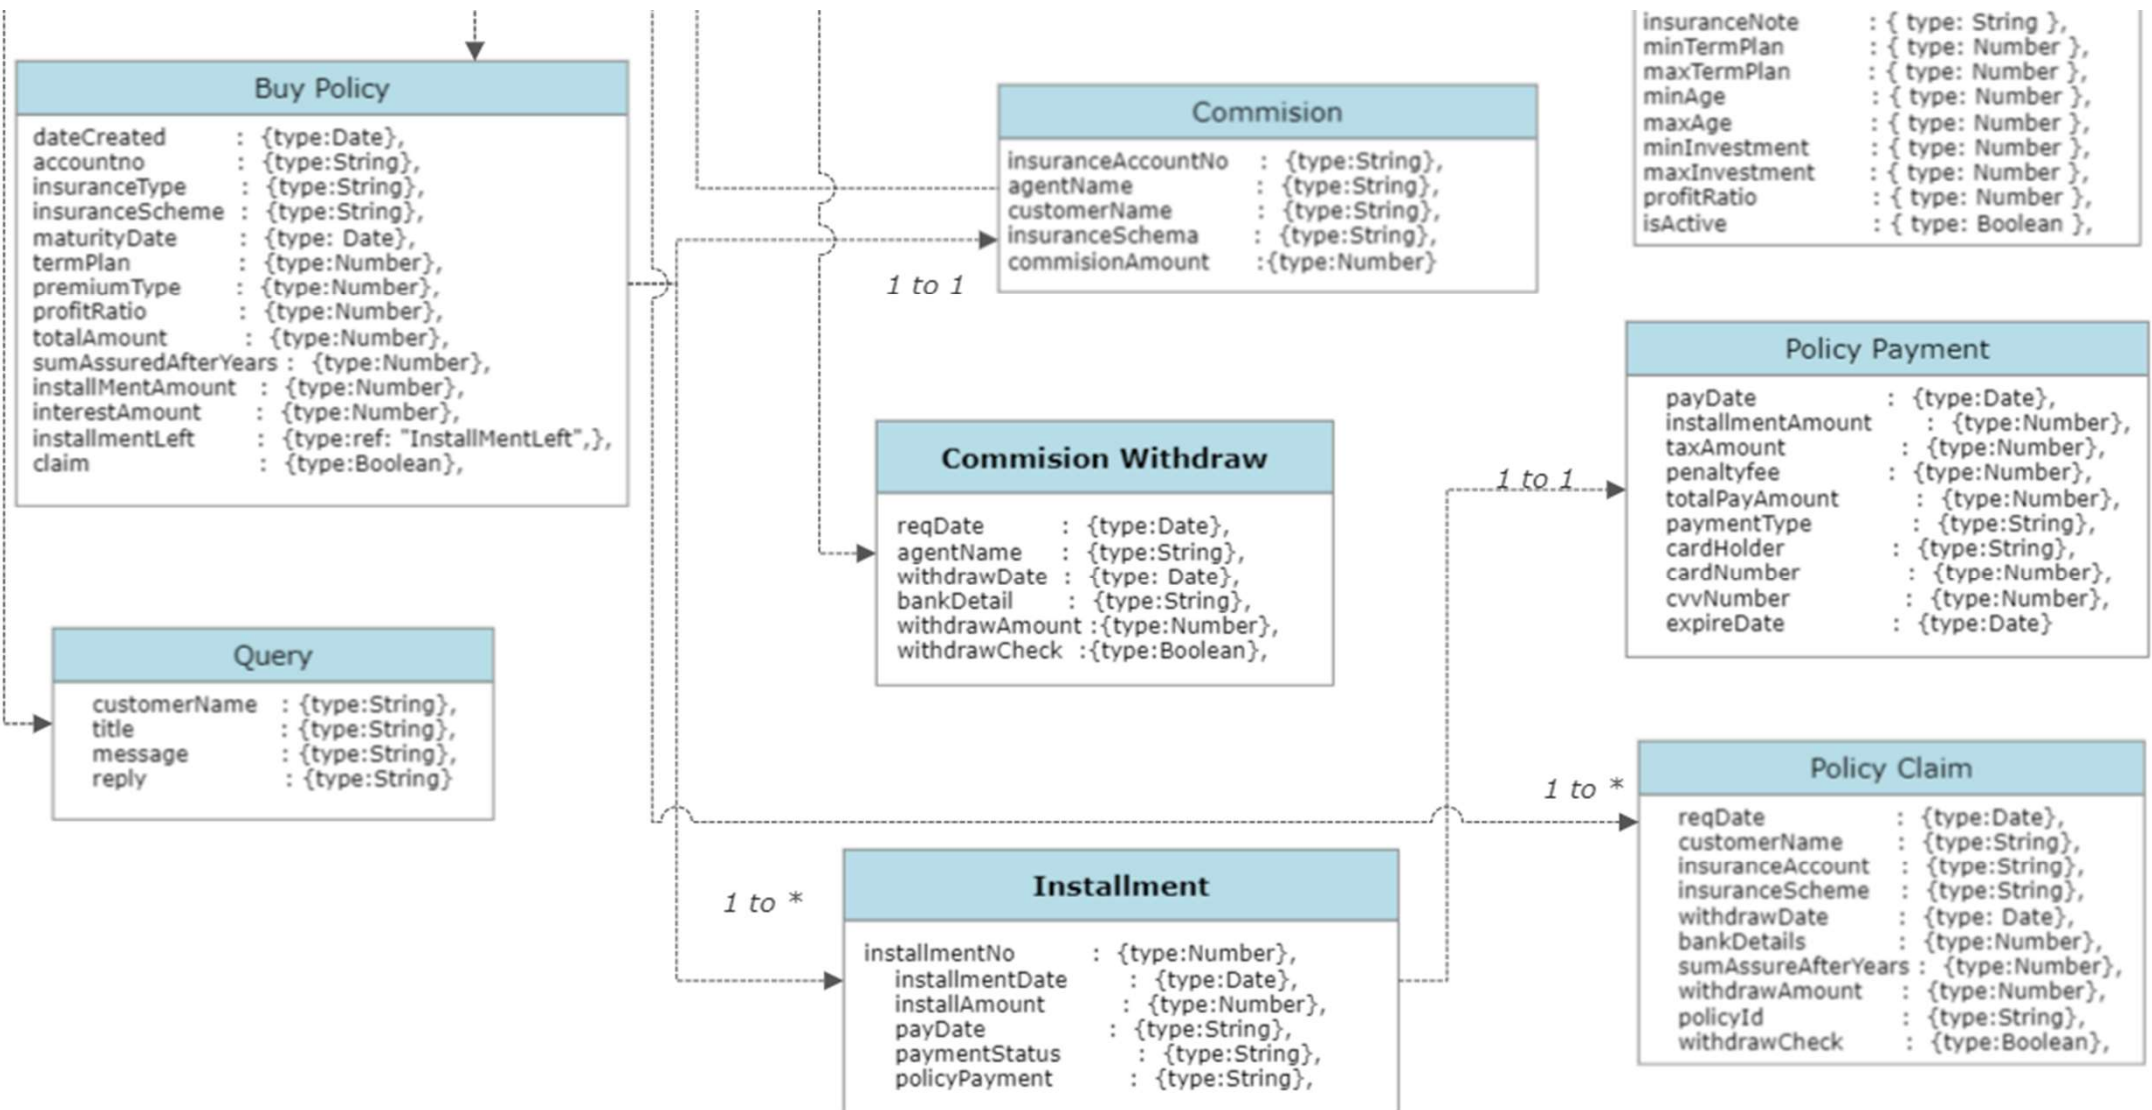 Buy Policy
dateCreated : {type:Date},
accountno : {type:String},
insuranceType : {type:String},
insuranceScheme : {type:String},
maturityDate : {type: Date},
termPlan : {type:Number},
premiumType : {type:Number},
profitRatio : {type:Number},
totalAmount : {type:Number},
sumAssuredAfterYears : {type:Number},
installMentAmount : {type:Number},
interestAmount : {type:Number},
installmentLeft : {type:ref: "InstallMentLeft",},
claim : {type:Boolean},
Query
customerName : {type:String},
title : {type:String},
message : {type:String},
reply : {type:String}
Commision
insuranceAccountNo : {type:String},
agentName : {type:String},
customerName : {type:String},
insuranceSchema : {type:String},
commisionAmount :{type:Number}
1 to 1
Commision Withdraw
reqDate : {type:Date},
agentName : {type:String},
withdrawDate : {type: Date},
bankDetail : {type:String},
withdrawAmount :{type:Number},
withdrawCheck :{type:Boolean},
1 to *
Installment
installmentNo : {type:Number},
installmentDate : {type:Date},
installAmount : {type:Number},
payDate : {type:String},
paymentStatus : {type:String},
policyPayment : {type:String},
insuranceNote : { type: String },
minTermPlan : { type: Number },
maxTermPlan : { type: Number },
minAge : { type: Number },
maxAge : { type: Number },
minInvestment : { type: Number },
maxInvestment : { type: Number },
profitRatio : { type: Number },
isActive : { type: Boolean },
1 to 1
Policy Payment
payDate : {type:Date},
installmentAmount : {type:Number},
taxAmount : {type:Number},
penaltyfee : {type:Number},
totalPayAmount : {type:Number},
paymentType : {type:String},
cardHolder : {type:String},
cardNumber : {type:Number},
cvvNumber : {type:Number},
expireDate : {type:Date}
1 to *
Policy Claim
reqDate : {type:Date},
customerName : {type:String},
insuranceAccount : {type:String},
insuranceScheme : {type:String},
withdrawDate : {type: Date},
bankDetails : {type:Number},
sumAssureAfterYears : {type:Number},
withdrawAmount : {type:Number},
policyId : {type:String},
withdrawCheck : {type:Boolean},